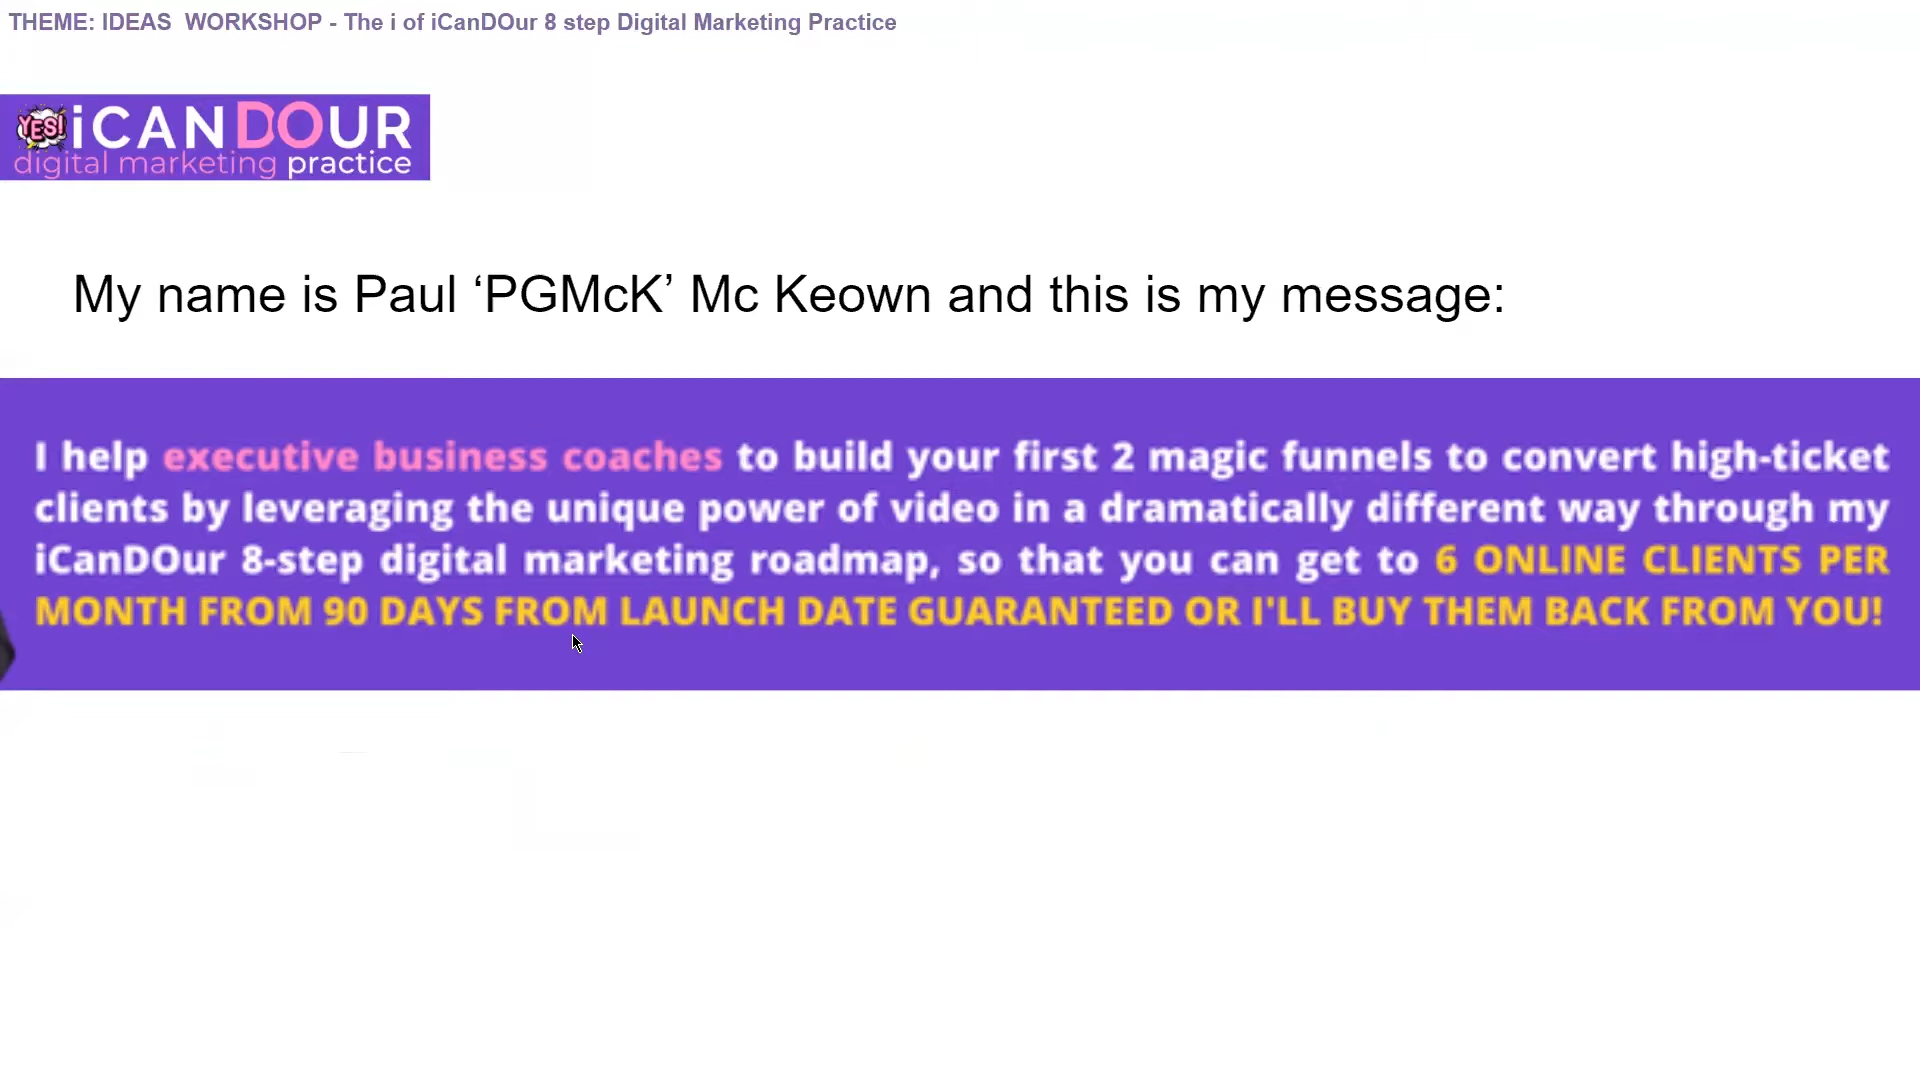 THEME: IDEAS  WORKSHOP - The i of iCanDOur 8 step Digital Marketing Practice
YES! iCANDOUR
digital marketing practice
My name is Paul ‘PGMcK’ Mc Keown and this is my message:
I help executive business coaches to build your first 2 magic funnels to convert high-ticket
clients by leveraging the unique power of video in a dramatically different way through my
iCanDOur 8-step digital marketing roadmap, so that you can get to 6 ONLINE CLIENTS PER
MONTH FROM 90 DAYS FROM LAUNCH DATE GUARANTEED OR I'LL BUY THEM BACK FROM YOU!